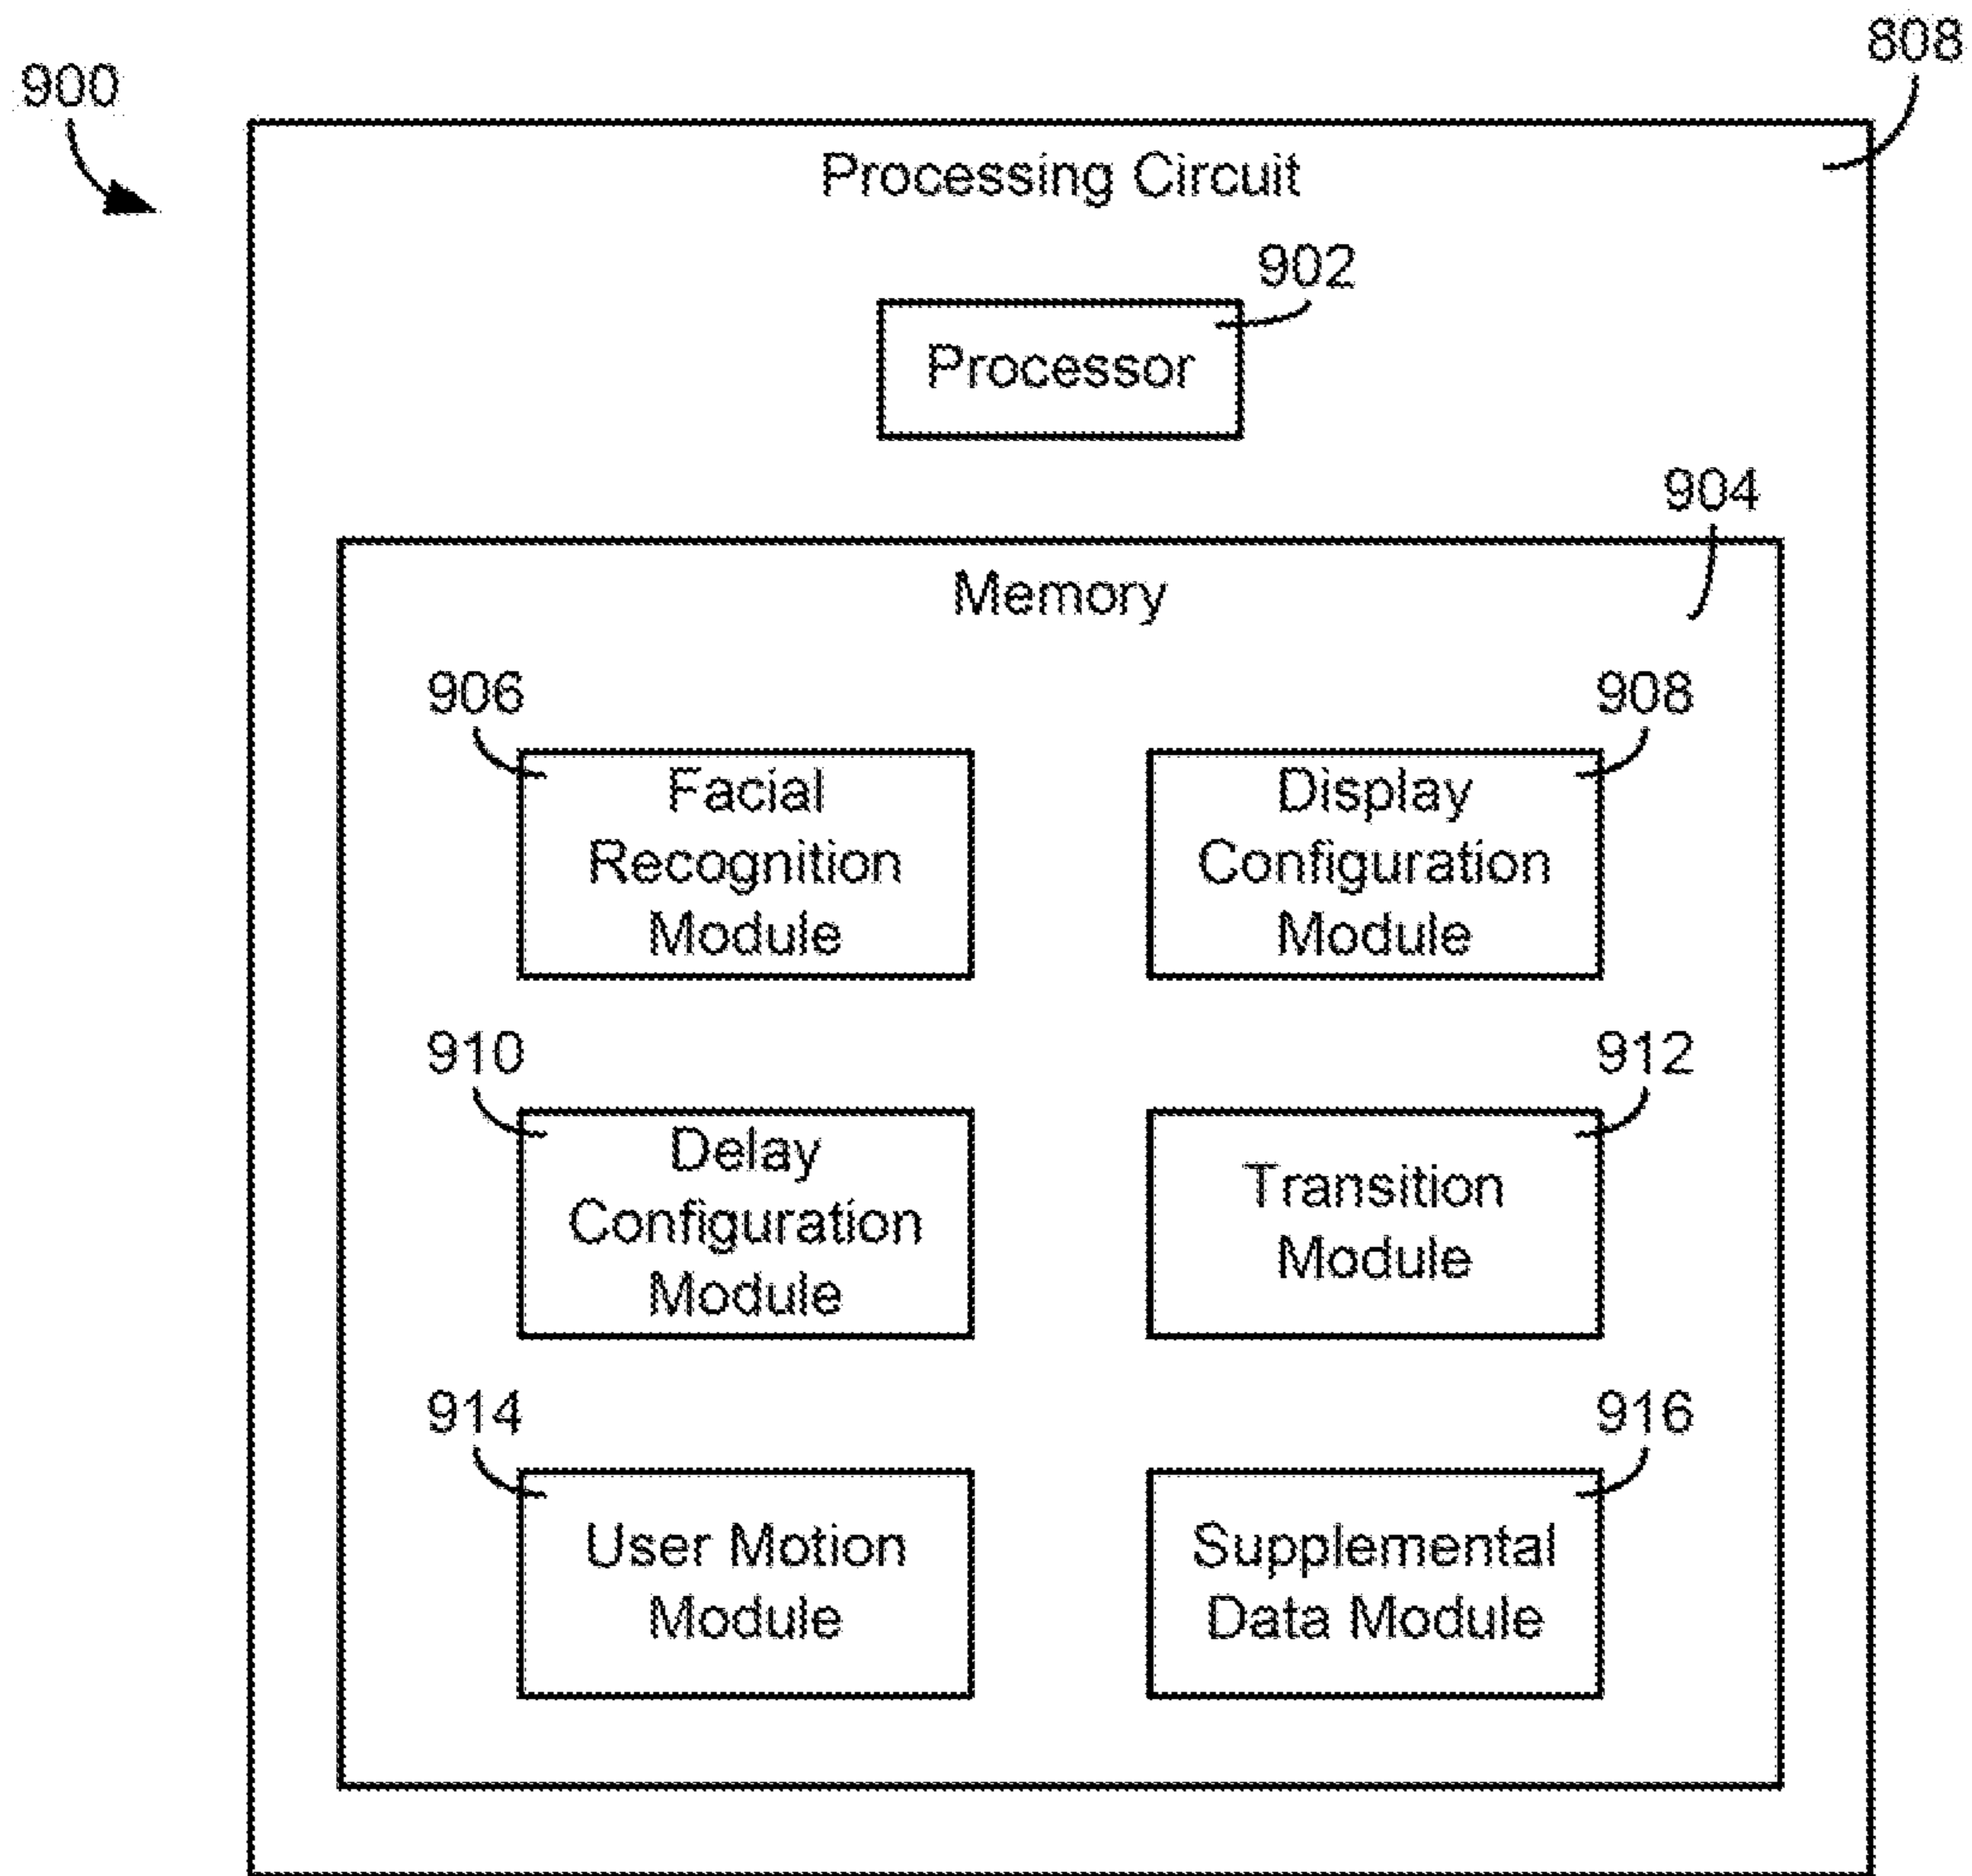 808
900
Processing Circuit
902
Processor
904
Memory
906
908
Facial
Recognition
Module
Display
Configuration
Module
910
912
Delay
Configuration
Module
Transition
Module
914
916
User Motion
Module
Supplemental
Data Module